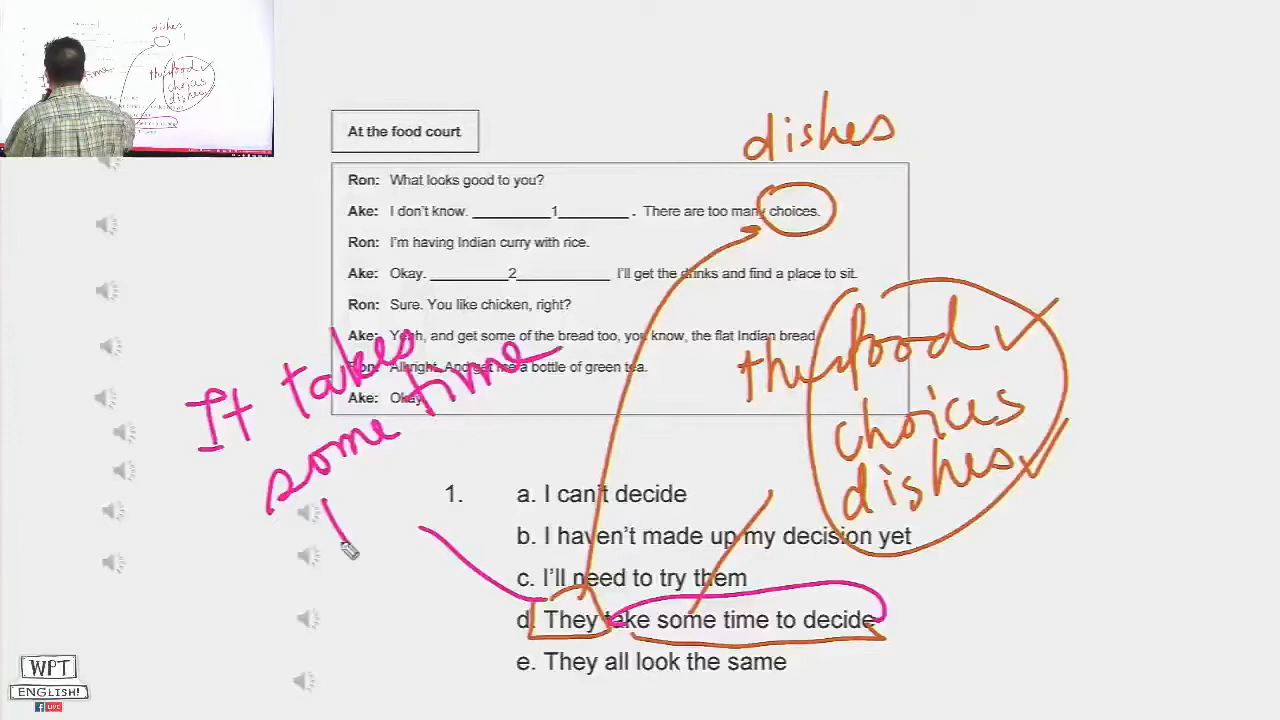 dishes
At the food court
Ron: What looks good to you?
Ake: I don't know. __________1_________ . There are too many choices.
Ron: I'm having Indian curry with rice.
Ake: Okay. __________2____________ I'll get the drinks and find a place to sit.
Ron: Sure. You like chicken, right?
Ake: Yeah, and get some of the bread too, you know, the flat Indian bread
Ron: Allright. And get me a bottle of green tea.
Ake: Okay
the food
choices
dishes
It takes
some time
1. a. I can't decide
b. I haven't made up my decision yet
c. I'll need to try them
d. They take some time to decide
e. They all look the same
WPT
ENGLISH!
LIVE